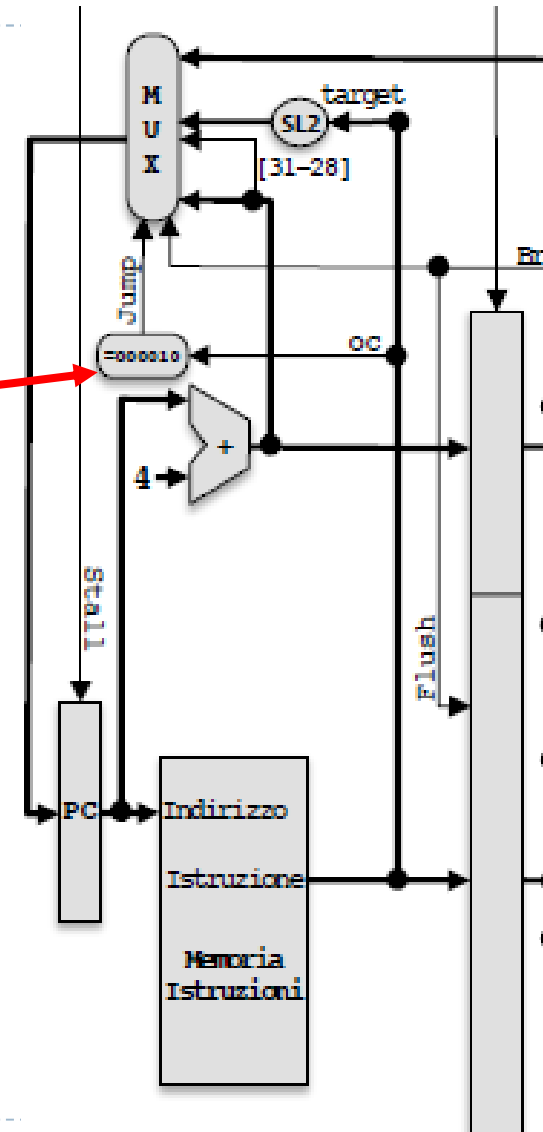 M
U
X
target
SL2
[31-28]
Br
Jump
oc
=000010
+
4
Stall
Flush
PC
Indirizzo
Istruzione
Memoria
Istruzioni